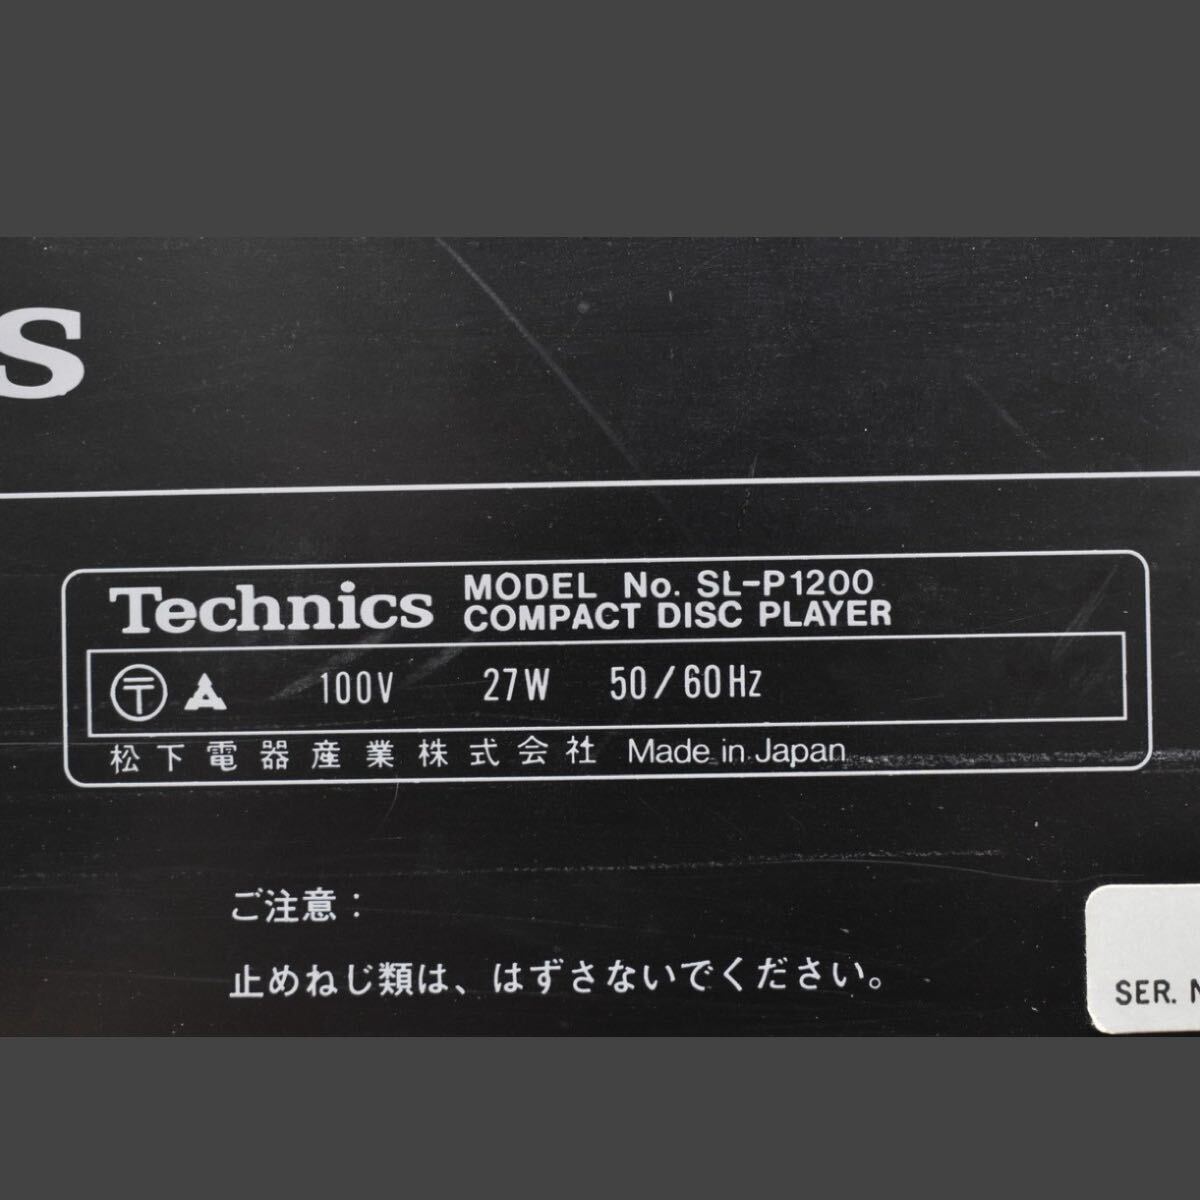 s
Technics MODEL No. SL-P1200
COMPACT DISC PLAYER
〒 100V 27W 50/60Hz
松下電器産業株式会社 Made in Japan
ご注意：
止めねじ類は、はずさないでください。
SER. N